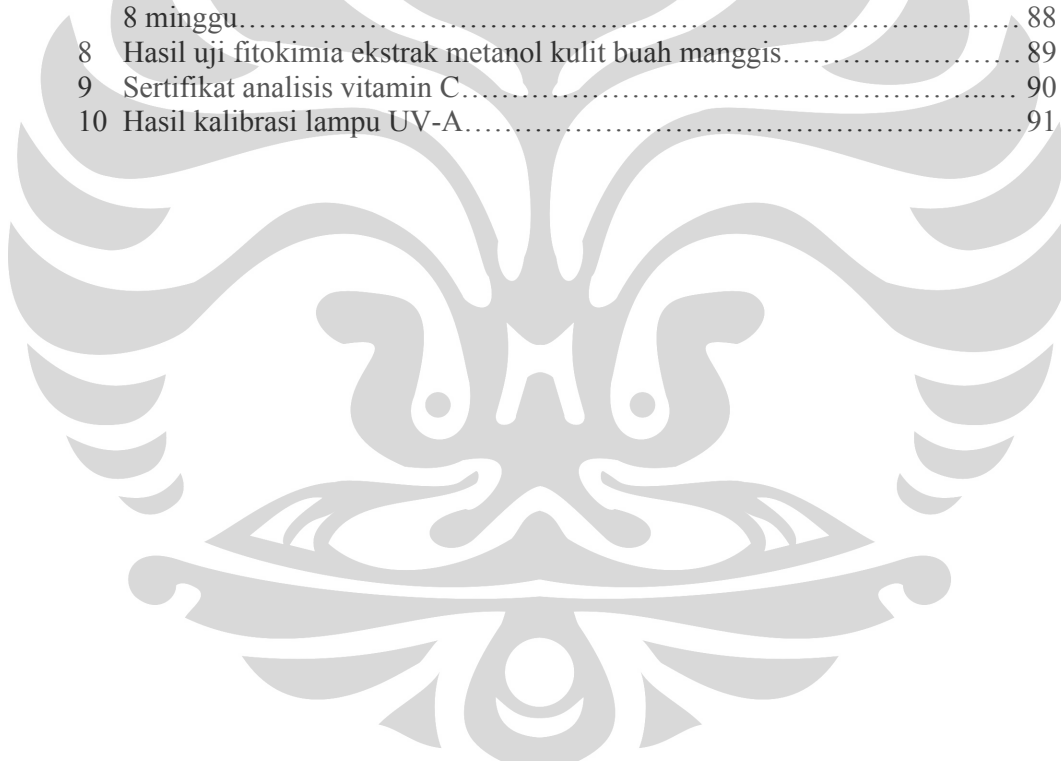 8 minggu…………………………………………………………… 88
8 Hasil uji fitokimia ekstrak metanol kulit buah manggis…………………… 89
9 Sertifikat analisis vitamin C…………………………………………… 90
10 Hasil kalibrasi lampu UV-A…………………………………………… 91